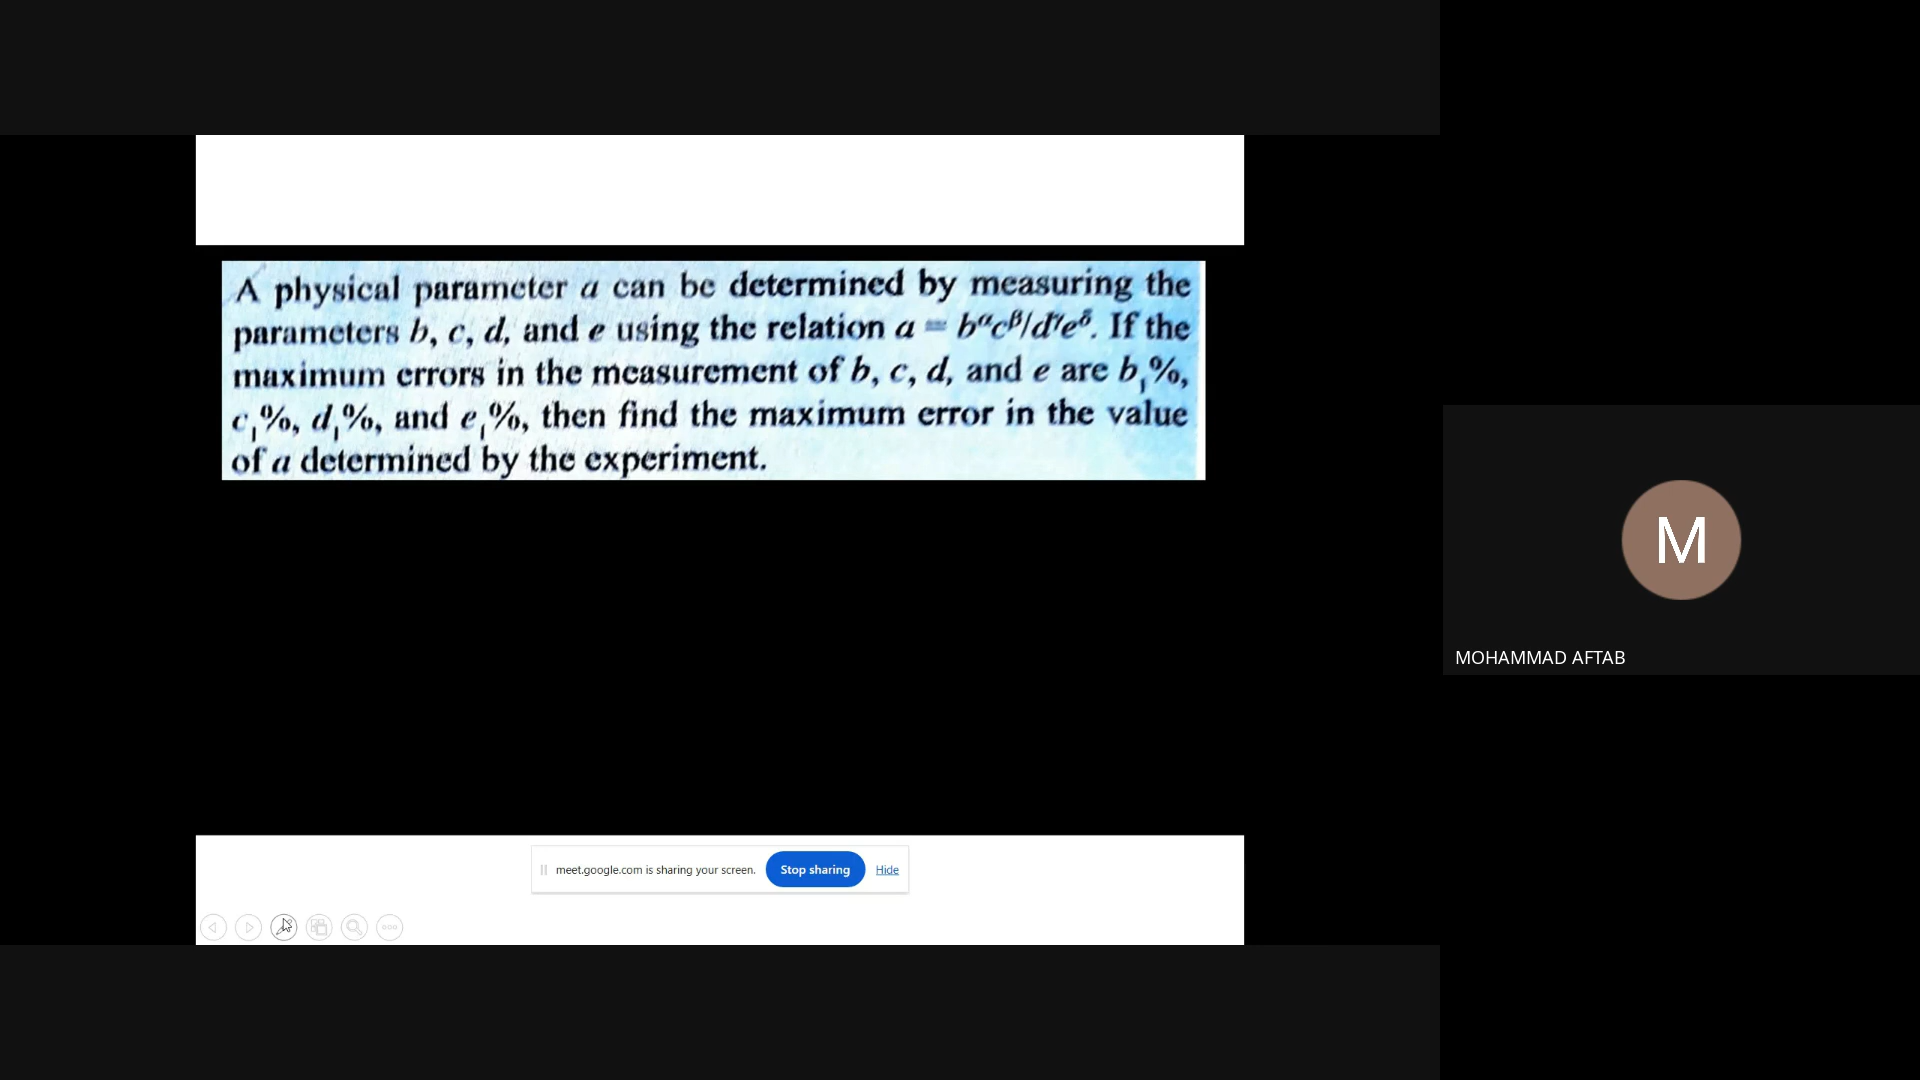 A physical parameter a can be determined by measuring the
parameters b, c, d, and e using the relation a = bᵅcᵝ/dᵞeᵟ. If the
maximum errors in the measurement of b, c, d, and e are b₁%,
c₁%, d₁%, and e₁%, then find the maximum error in the value
of a determined by the experiment.
M
MOHAMMAD AFTAB
meet.google.com is sharing your screen. Stop sharing Hide